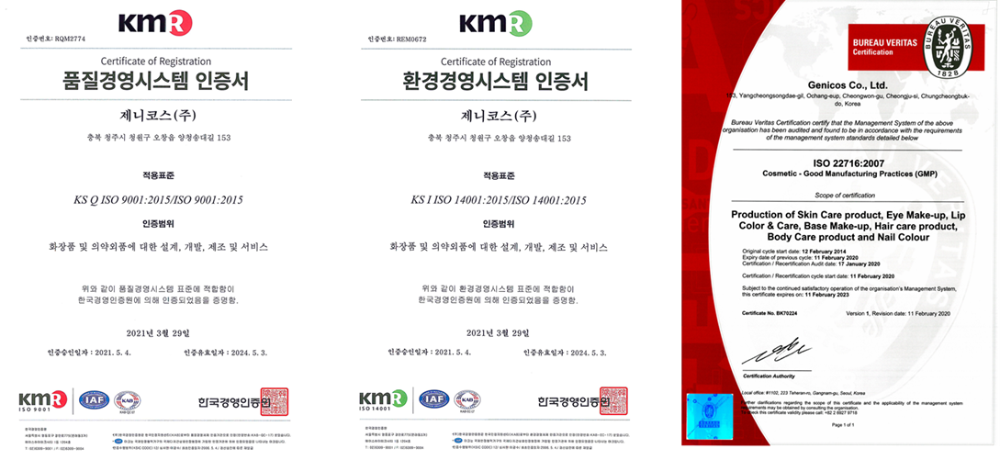 KMR
인증번호: RQM2774
Certificate of Registration
품질경영시스템 인증서
제니코스(주)
충북 청주시 청원구 오창읍 양청송대길 153
적용표준
KS Q ISO 9001:2015/ISO 9001:2015
인증범위
화장품 및 의약외품에 대한 설계, 개발, 제조 및 서비스
위와 같이 품질경영시스템 표준에 적합함이
한국경영인증원에 의해 인증되었음을 증명함.
2021년 3월 29일
인증승인일자 : 2021. 5. 4.
인증유효일자 : 2024. 5. 3.
KMR
ISO 9001
IAF
KAB
한국경영인증원
KMR
인증번호: REM0672
Certificate of Registration
환경경영시스템 인증서
제니코스(주)
충북 청주시 청원구 오창읍 양청송대길 153
적용표준
KS I ISO 14001:2015/ISO 14001:2015
인증범위
화장품 및 의약외품에 대한 설계, 개발, 제조 및 서비스
위와 같이 환경경영시스템 표준에 적합함이
한국경영인증원에 의해 인증되었음을 증명함.
2021년 3월 29일
인증승인일자 : 2021. 5. 4.
인증유효일자 : 2024. 5. 3.
KMR
ISO 14001
IAF
KAB
한국경영인증원
BUREAU VERITAS
Certification
BUREAU VERITAS
1828
Genicos Co., Ltd.
Yangcheongsongdae-gil, Ochang-eup, Cheongwon-gu, Cheongju-si, Chungcheongbuk-
do, Korea
Bureau Veritas Certification certify that the Management System of the above
organisation has been audited and found to be in accordance with the requirements
of the management system standards detailed below
ISO 22716:2007
Cosmetic - Good Manufacturing Practices (GMP)
Scope of certification
Production of Skin Care product, Eye Make-up, Lip
Color & Care, Base Make-up, Hair care product,
Body Care product and Nail Colour
Original cycle start date: 12 February 2014
Expiry date of previous cycle: 11 February 2020
Certification / Recertification Audit date: 17 January 2020
Certification / Recertification cycle start date: 11 February 2020
Subject to the continued satisfactory operation of the organisation's Management System,
this certificate expires on: 11 February 2023
Certificate No. BK70224
Version 1, Revision date: 11 February 2020
Certification Authority
Local office: #1102, 223 Teheran-ro, Gangnam-gu, Seoul, Korea
Further clarifications regarding the scope of this certificate and the applicability of the management system
requirements may be obtained by consulting the organisation.
To check this certificate validity please call: +82 2 6927 9718
Page 1 of 1